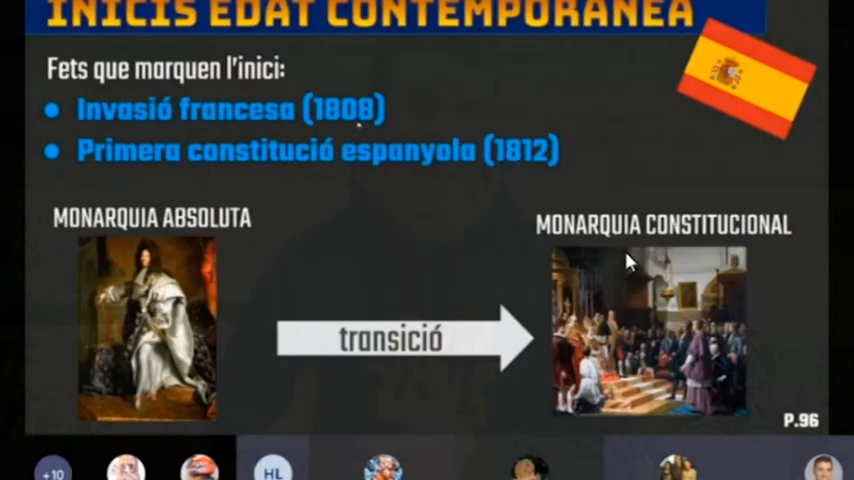 INICIS EDAT CONTEMPORÀNEA
Fets que marquen l'inici:
• Invasió francesa (1808)
• Primera constitució espanyola (1812)
MONARQUIA ABSOLUTA
MONARQUIA CONSTITUCIONAL
transició
P.96
+10
HL